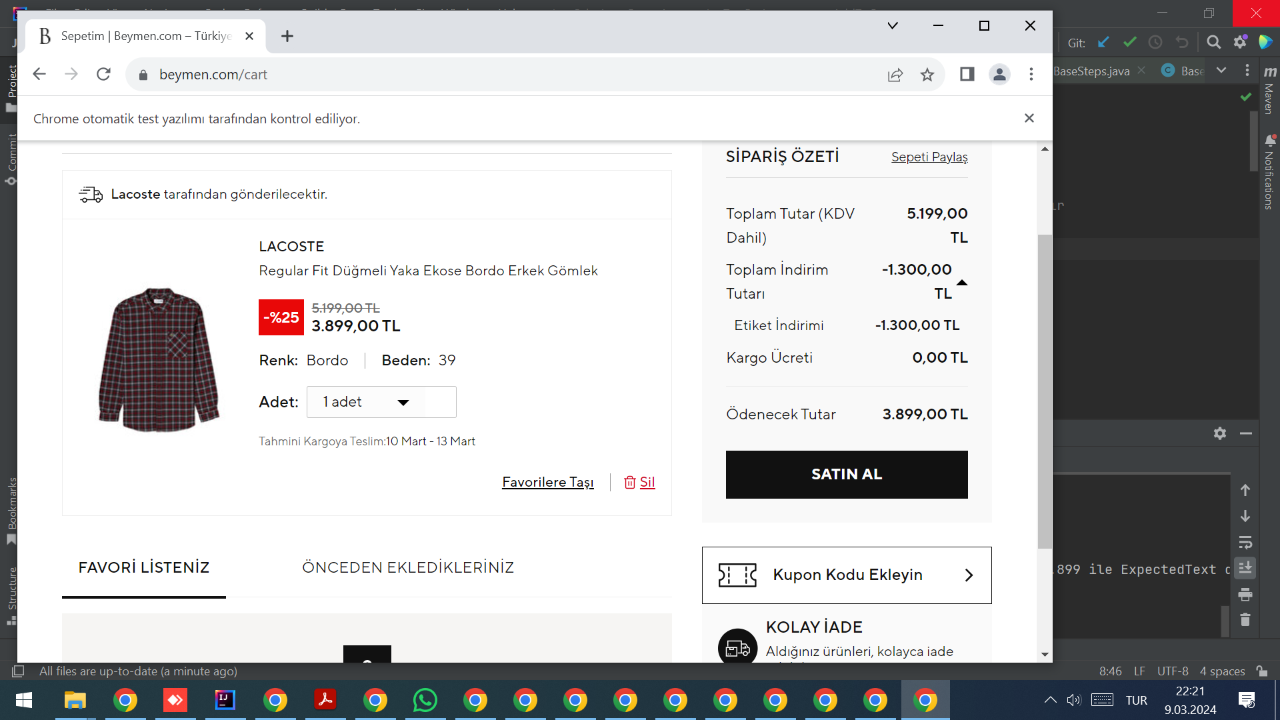 Sepetim | Beymen.com – Türkiye
beymen.com/cart
Chrome otomatik test yazılımı tarafından kontrol ediliyor.
Git:
BaseSteps.java
Base
Project
Commit
Bookmarks
Structure
Maven
Notifications
Lacoste tarafından gönderilecektir.
LACOSTE
Regular Fit Düğmeli Yaka Ekose Bordo Erkek Gömlek
-%25
5.199,00 TL
3.899,00 TL
Renk: Bordo
Beden: 39
Adet: 1 adet
Tahmini Kargoya Teslim:10 Mart - 13 Mart
Favorilere Taşı
Sil
FAVORİ LİSTENİZ
ÖNCEDEN EKLEDİKLERİNİZ
SİPARİŞ ÖZETİ
Sepeti Paylaş
Toplam Tutar (KDV 5.199,00
Dahil) TL
Toplam İndirim -1.300,00
Tutarı TL
Etiket İndirimi -1.300,00 TL
Kargo Ücreti 0,00 TL
Ödenecek Tutar 3.899,00 TL
SATIN AL
Kupon Kodu Ekleyin
KOLAY İADE
Aldığınız ürünleri, kolayca iade
.899 ile ExpectedText
All files are up-to-date (a minute ago)
8:46 LF UTF-8 4 spaces
TUR
22:21
9.03.2024